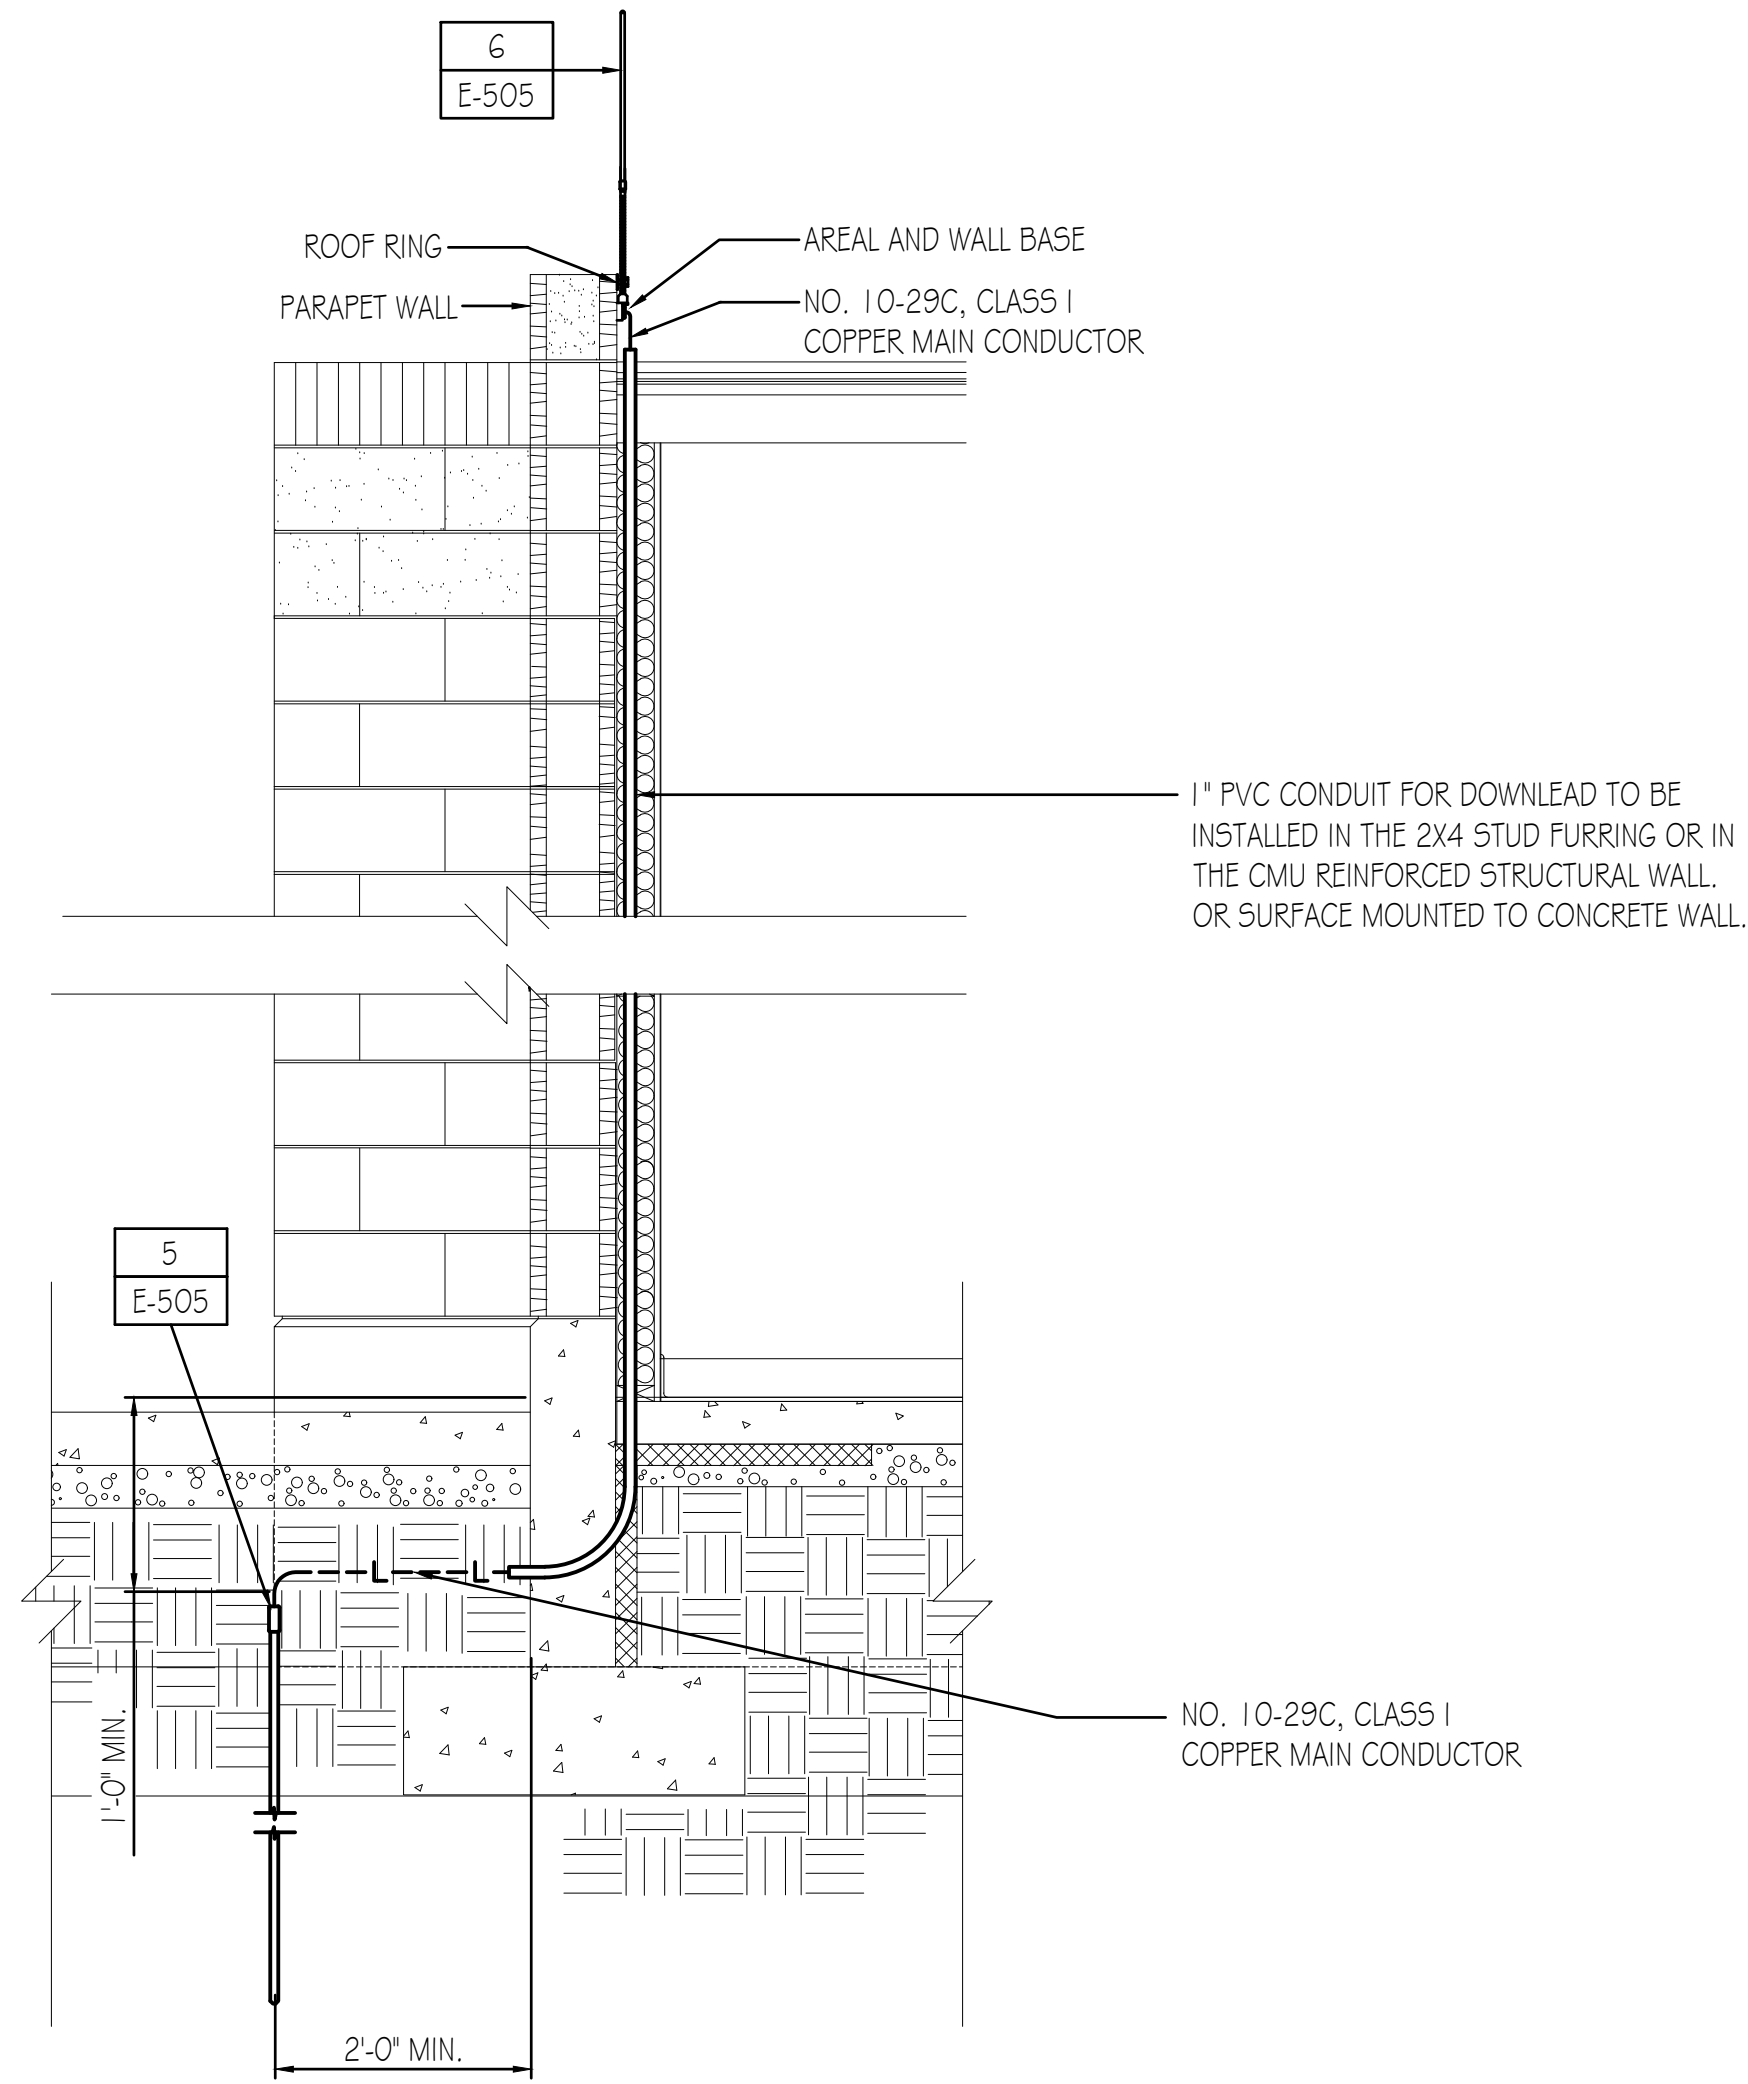 6
E-505
ROOF RING
AREAL AND WALL BASE
PARAPET WALL
NO. 10-29C, CLASS I
COPPER MAIN CONDUCTOR
1" PVC CONDUIT FOR DOWNLEAD TO BE
INSTALLED IN THE 2X4 STUD FURRING OR IN
THE CMU REINFORCED STRUCTURAL WALL.
OR SURFACE MOUNTED TO CONCRETE WALL.
5
E-505
L L
1'-0" MIN.
NO. 10-29C, CLASS I
COPPER MAIN CONDUCTOR
2'-0" MIN.